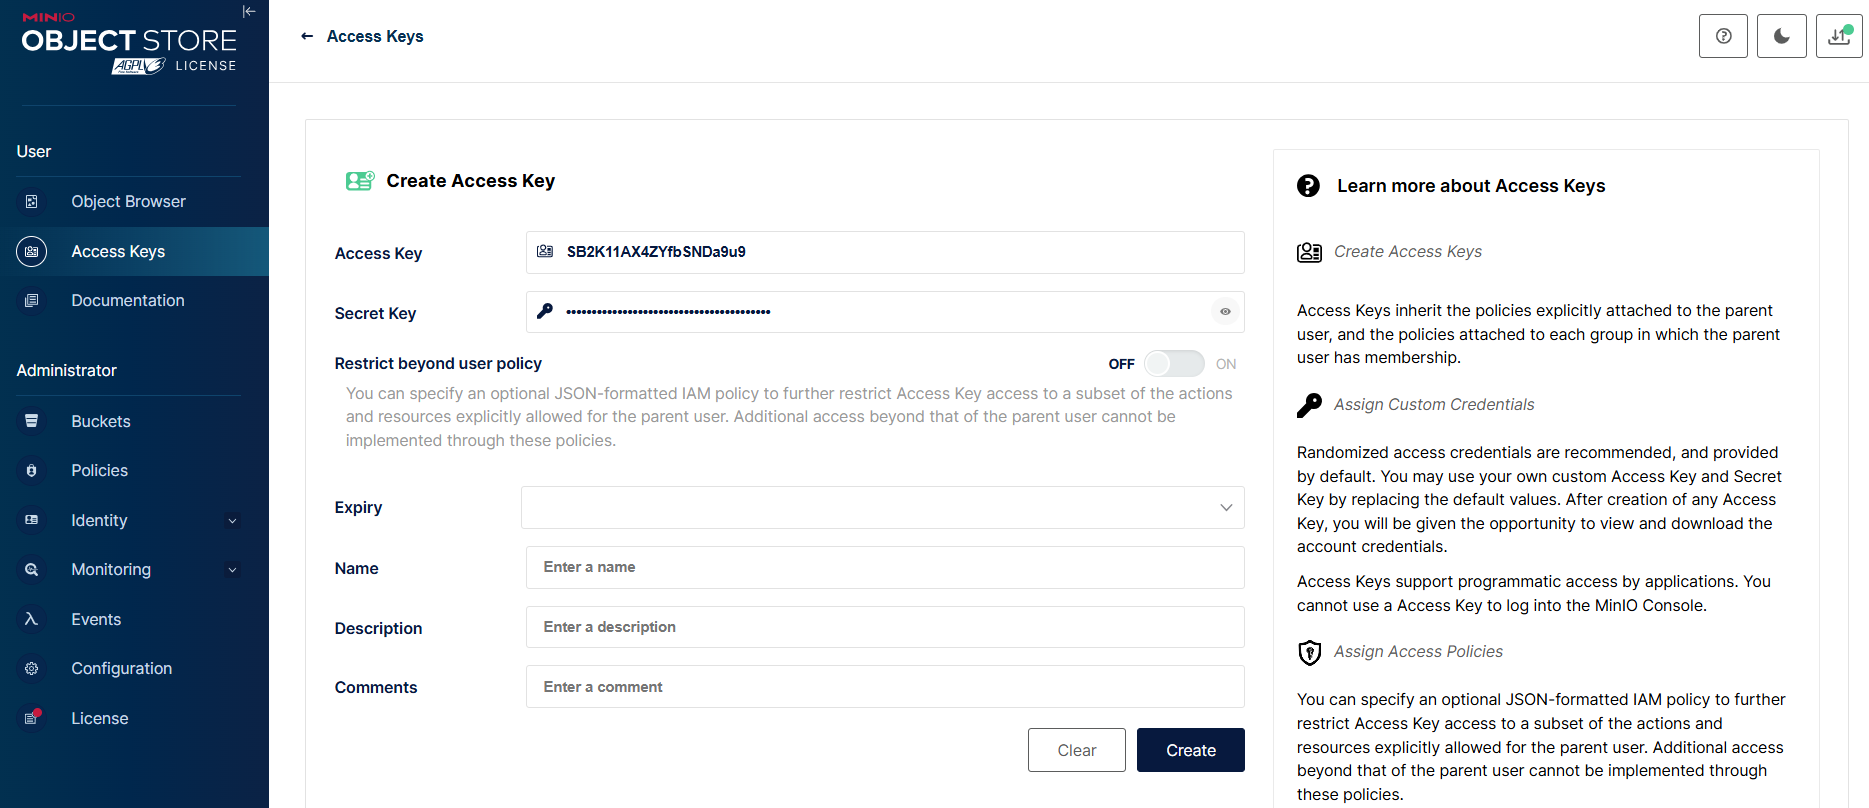 MINIO
OBJECT STORE
AGPL V3 LICENSE
User
Object Browser
Access Keys
Documentation
Administrator
Buckets
Policies
Identity
Monitoring
Events
Configuration
License
← Access Keys
Create Access Key
Access Key
SB2K11AX4ZYfbSNDa9u9
Secret Key
••••••••••••••••••••••••••••••••••••••••
Restrict beyond user policy
OFF ON
You can specify an optional JSON-formatted IAM policy to further restrict Access Key access to a subset of the actions
and resources explicitly allowed for the parent user. Additional access beyond that of the parent user cannot be
implemented through these policies.
Expiry
Name
Enter a name
Description
Enter a description
Comments
Enter a comment
Clear
Create
Learn more about Access Keys
Create Access Keys
Access Keys inherit the policies explicitly attached to the parent
user, and the policies attached to each group in which the parent
user has membership.
Assign Custom Credentials
Randomized access credentials are recommended, and provided
by default. You may use your own custom Access Key and Secret
Key by replacing the default values. After creation of any Access
Key, you will be given the opportunity to view and download the
account credentials.
Access Keys support programmatic access by applications. You
cannot use a Access Key to log into the MinIO Console.
Assign Access Policies
You can specify an optional JSON-formatted IAM policy to further
restrict Access Key access to a subset of the actions and
resources explicitly allowed for the parent user. Additional access
beyond that of the parent user cannot be implemented through
these policies.